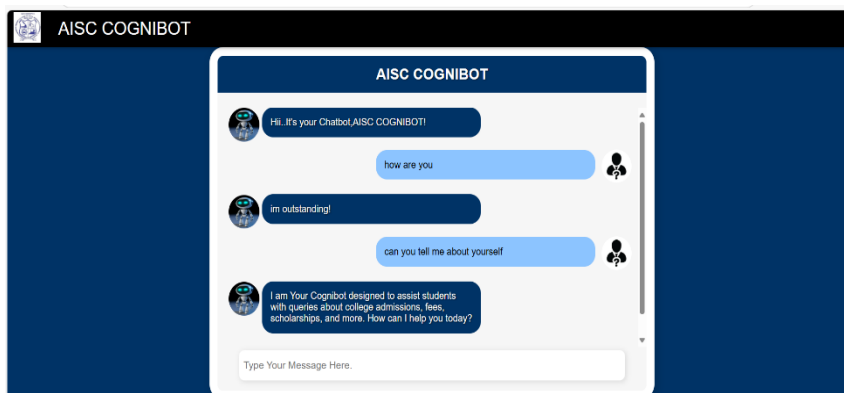 AISC COGNIBOT
AISC COGNIBOT
Hii..It's your Chatbot,AISC COGNIBOT!
how are you
im outstanding!
can you tell me about yourself
I am Your Cognibot designed to assist students
with queries about college admissions, fees,
scholarships, and more. How can I help you today?
Type Your Message Here.